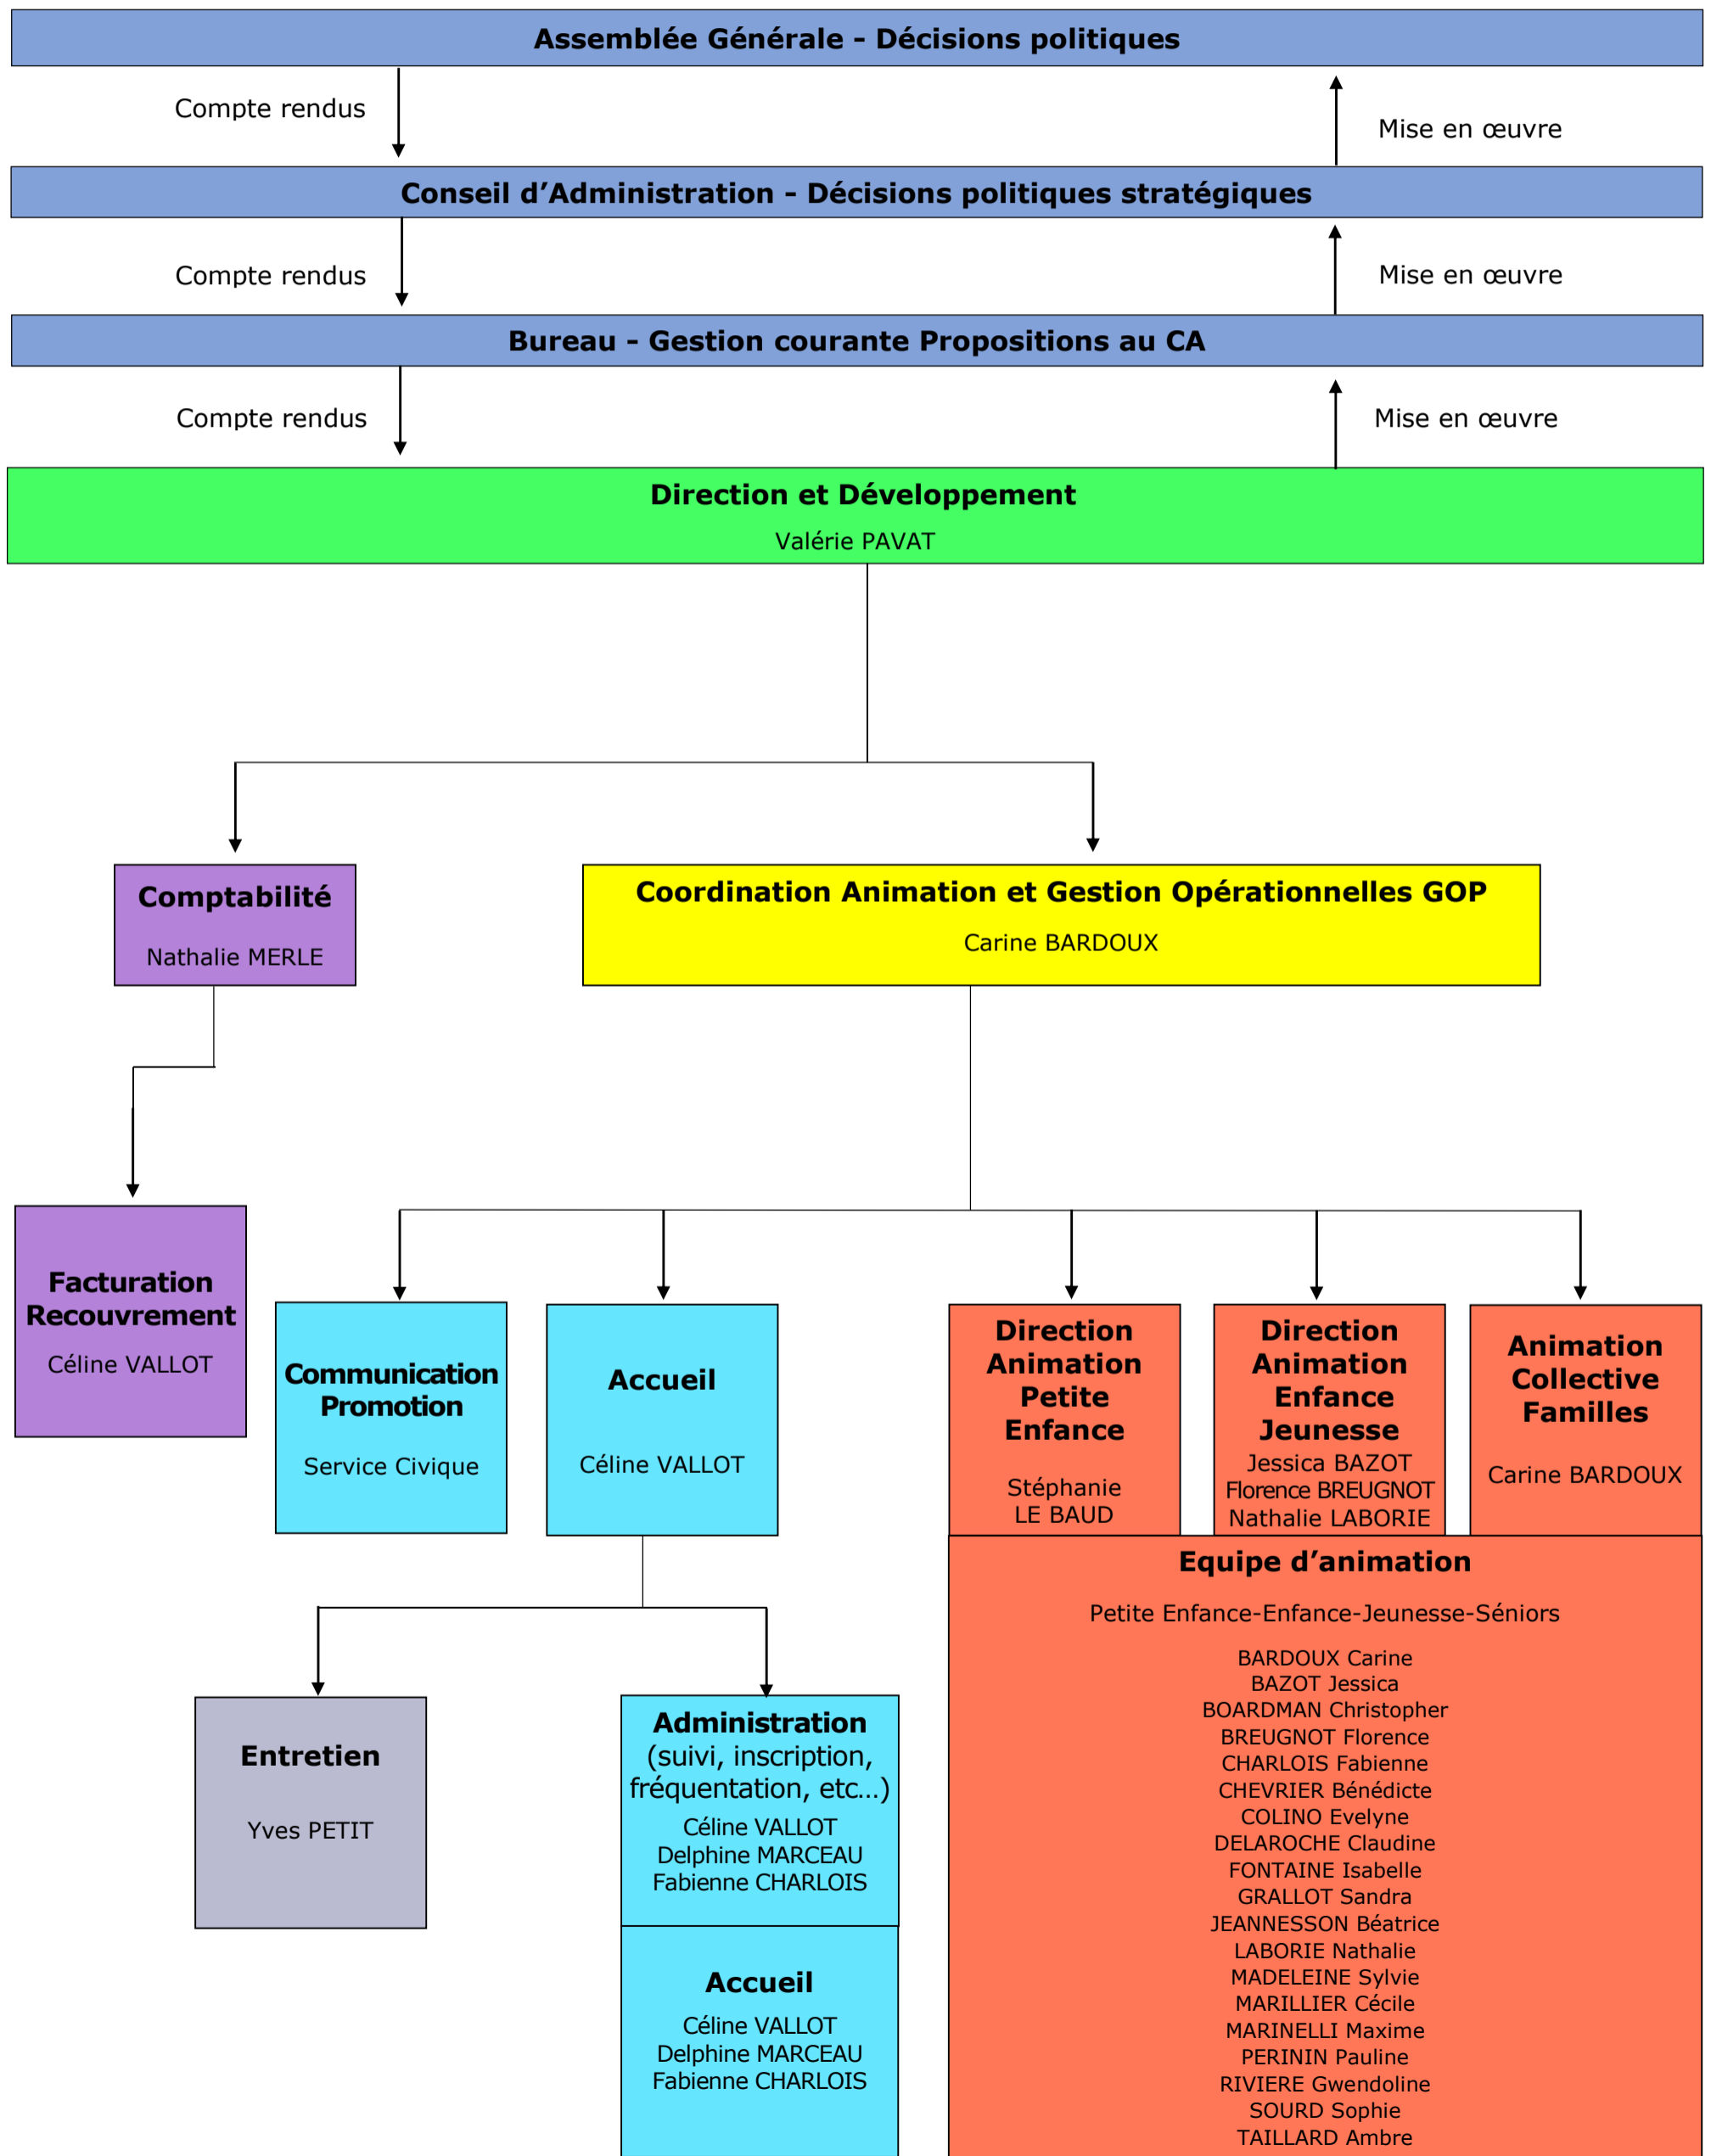 Assemblée Générale – Décisions politiques
Compte rendus
Mise en œuvre
Conseil d’Administration – Décisions politiques stratégiques
Compte rendus
Mise en œuvre
Bureau – Gestion courante Propositions au CA
Compte rendus
Mise en œuvre
Direction et Développement
Valérie PAVAT
Comptabilité
Nathalie MERLE
Coordination Animation et Gestion Opérationnelles GOP
Carine BARDOUX
Facturation
Recouvrement
Céline VALLOT
Communication
Promotion
Service Civique
Accueil
Céline VALLOT
Direction
Animation
Petite
Enfance
Stéphanie
LE BAUD
Direction
Animation
Enfance
Jeunesse
Jessica BAZOT
Florence BREUGNOT
Nathalie LABORIE
Animation
Collective
Familles
Carine BARDOUX
Entretien
Yves PETIT
Administration
(suivi, inscription,
fréquentation, etc…)
Céline VALLOT
Delphine MARCEAU
Fabienne CHARLOIS
Accueil
Céline VALLOT
Delphine MARCEAU
Fabienne CHARLOIS
Equipe d’animation
Petite Enfance-Enfance-Jeunesse-Séniors
BARDOUX Carine
BAZOT Jessica
BOARDMAN Christopher
BREUGNOT Florence
CHARLOIS Fabienne
CHEVRIER Bénédicte
COLINO Evelyne
DELAROCHE Claudine
FONTAINE Isabelle
GRALLOT Sandra
JEANNESSON Béatrice
LABORIE Nathalie
MADELEINE Sylvie
MARILLIER Cécile
MARINELLI Maxime
PERININ Pauline
RIVIERE Gwendoline
SOURD Sophie
TAILLARD Ambre